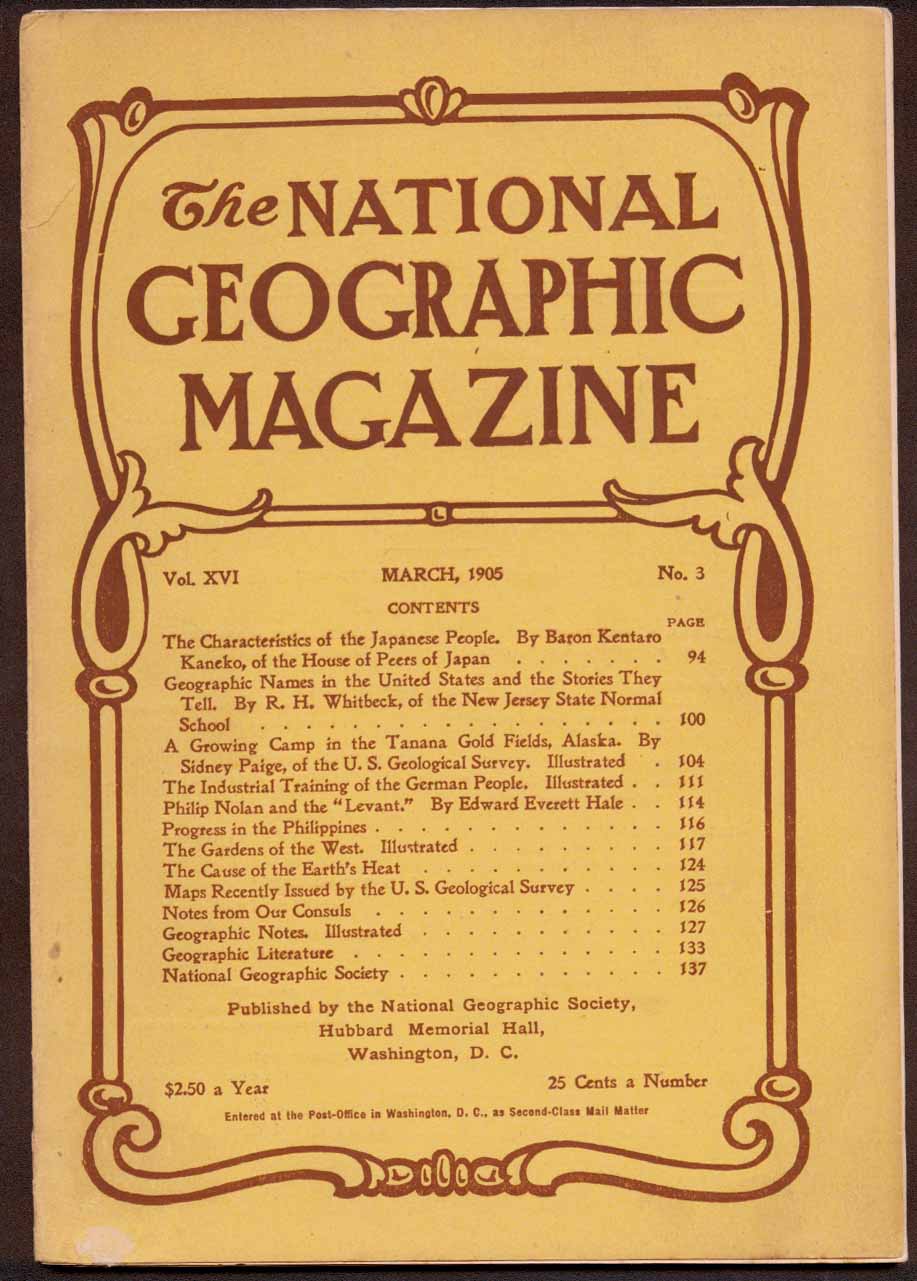 The NATIONAL
GEOGRAPHIC
MAGAZINE
Vol. XVI MARCH, 1905 No. 3
CONTENTS
PAGE
The Characteristics of the Japanese People. By Baron Kentaro
Kaneko, of the House of Peers of Japan . . . . . . . 94
Geographic Names in the United States and the Stories They
Tell. By R. H. Whitbeck, of the New Jersey State Normal
School . . . . . . . . . . . . . . . . . . 100
A Growing Camp in the Tanana Gold Fields, Alaska. By
Sidney Paige, of the U. S. Geological Survey. Illustrated . 104
The Industrial Training of the German People. Illustrated . . 111
Philip Nolan and the "Levant." By Edward Everett Hale . . 114
Progress in the Philippines . . . . . . . . . . . . . 116
The Gardens of the West. Illustrated . . . . . . . . . 117
The Cause of the Earth's Heat . . . . . . . . . . . 124
Maps Recently Issued by the U. S. Geological Survey . . . . 125
Notes from Our Consuls . . . . . . . . . . . . . 126
Geographic Notes. Illustrated . . . . . . . . . . . 127
Geographic Literature . . . . . . . . . . . . . . 133
National Geographic Society . . . . . . . . . . . . 137
Published by the National Geographic Society,
Hubbard Memorial Hall,
Washington, D. C.
$2.50 a Year 25 Cents a Number
Entered at the Post-Office in Washington, D. C., as Second-Class Mail Matter